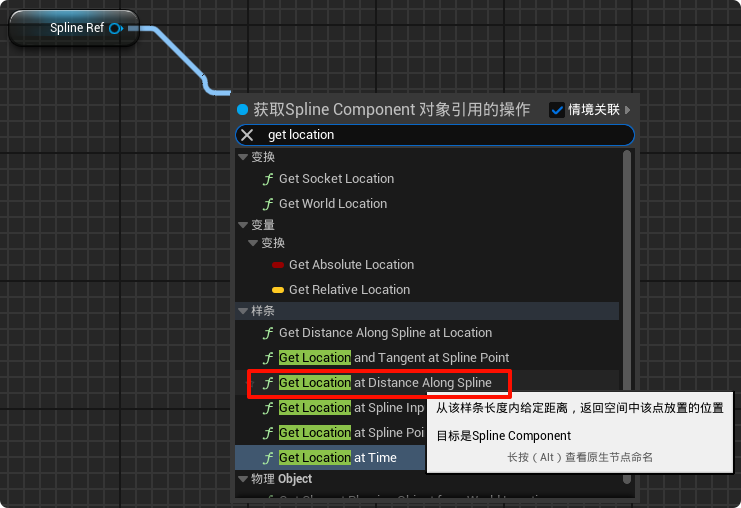 Spline Ref
获取Spline Component 对象引用的操作
情境关联
get location
变换
Get Socket Location
Get World Location
变量
变换
Get Absolute Location
Get Relative Location
样条
Get Distance Along Spline at Location
Get Location and Tangent at Spline Point
Get Location at Distance Along Spline
Get Location at Spline Inp
Get Location at Spline Poi
Get Location at Time
从该样条长度内给定距离，返回空间中该点放置的位置
目标是Spline Component
长按（Alt）查看原生节点命名
物理 Object